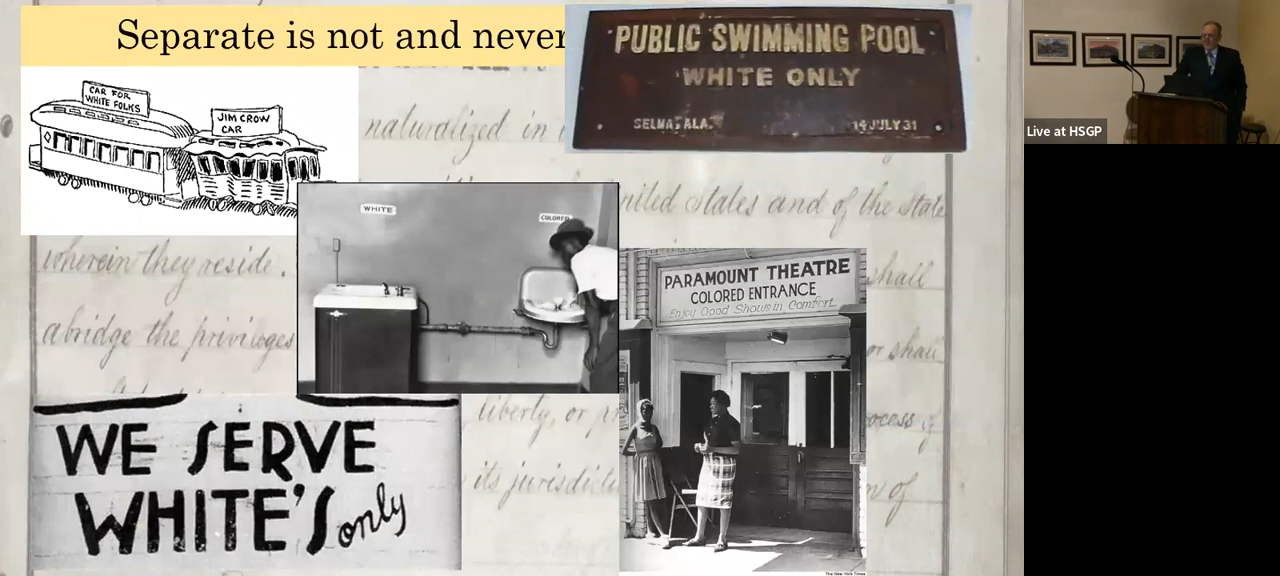 Separate is not and never
PUBLIC SWIMMING POOL
WHITE ONLY
SELMA, ALA.
14 JULY 31
CAR FOR
WHITE FOLKS
JIM CROW
CAR
naturalized in
United States and of the State
wherein they reside.
shall
abridge the privileges
or shall
liberty, or
its jurisdicti
of
WHITE
COLORED
PARAMOUNT THEATRE
COLORED ENTRANCE
Enjoy Good Shows in Comfort
The New York Times
WE SERVE
WHITE'S only
Live at HSGP